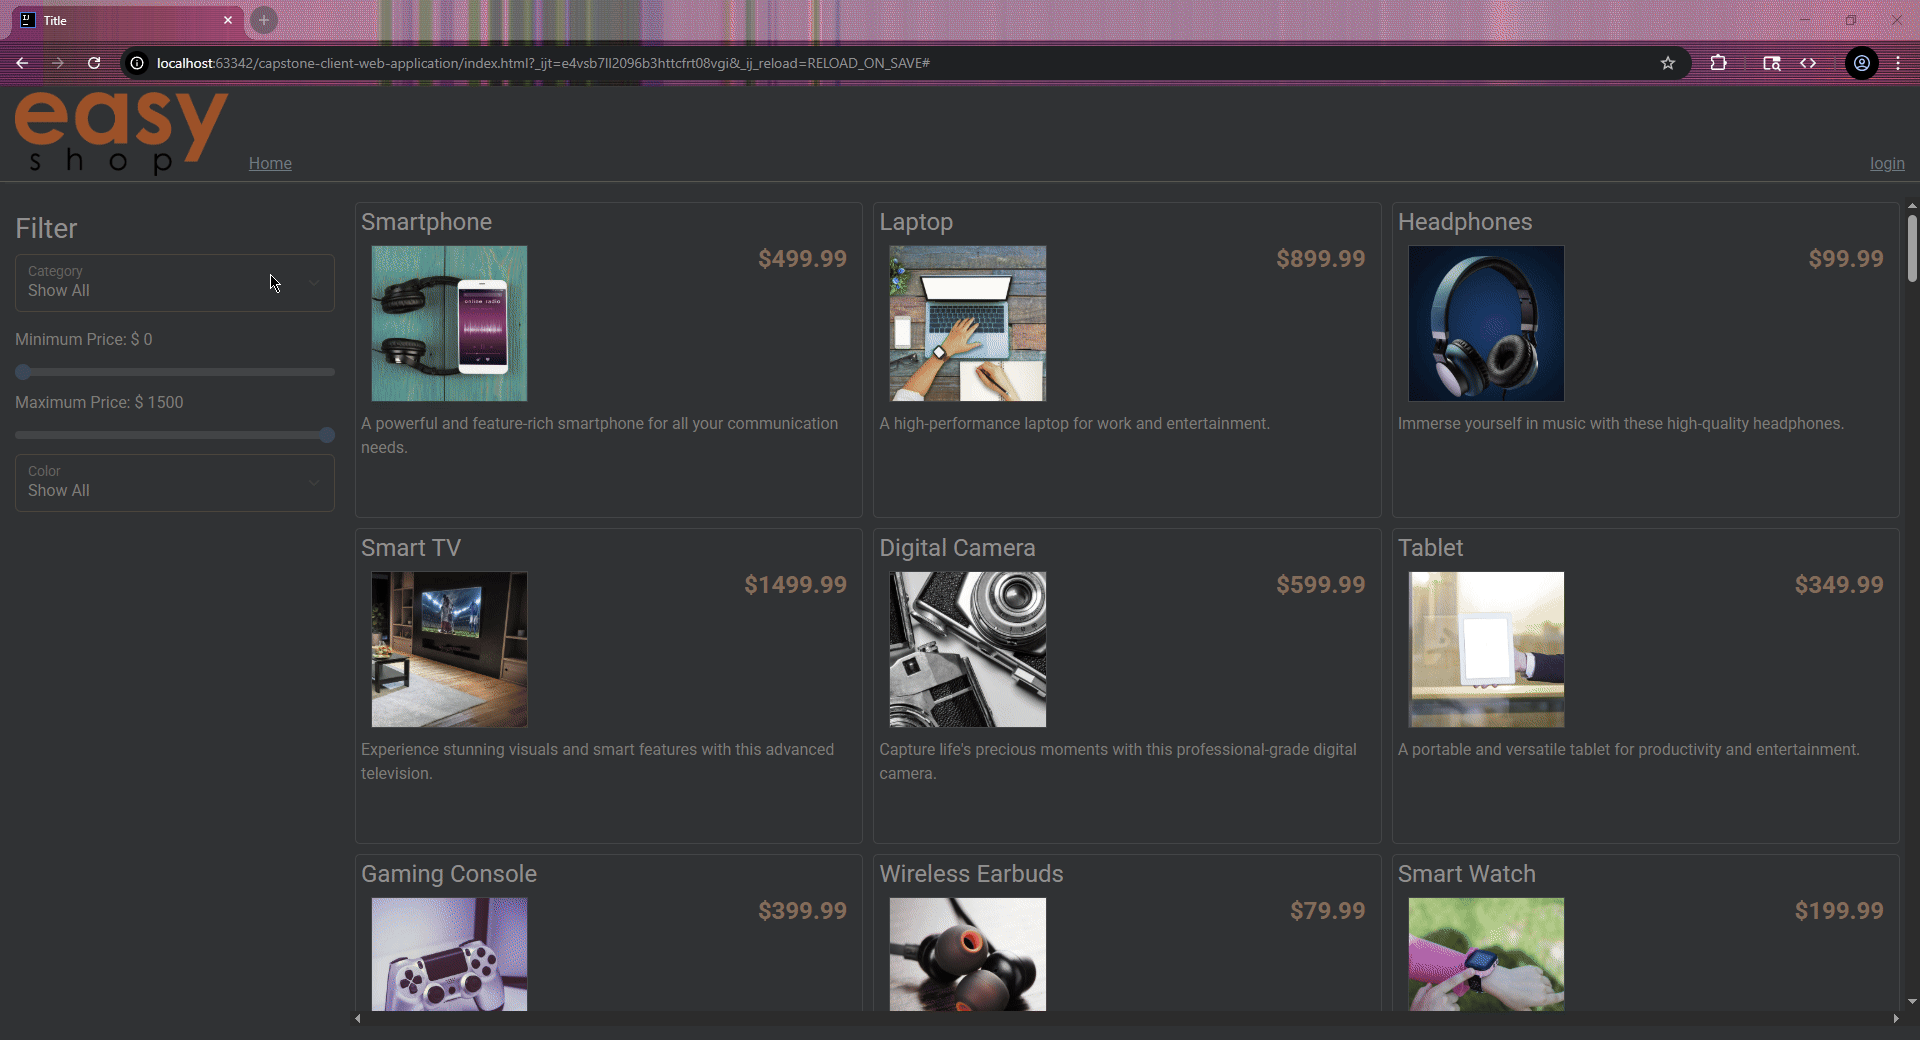 Title
localhost:63342/capstone-client-web-application/index.html?_ijt=e4vsb7ll2096b3httcfrt08vgi&_ij_reload=RELOAD_ON_SAVE#
easy
shop
Home
login
Filter
Category
Show All
Minimum Price: $ 0
Maximum Price: $ 1500
Color
Show All
Smartphone
$499.99
online radio
A powerful and feature-rich smartphone for all your communication
needs.
Laptop
$899.99
A high-performance laptop for work and entertainment.
Headphones
$99.99
Immerse yourself in music with these high-quality headphones.
Smart TV
$1499.99
Experience stunning visuals and smart features with this advanced
television.
Digital Camera
$599.99
Capture life's precious moments with this professional-grade digital
camera.
Tablet
$349.99
A portable and versatile tablet for productivity and entertainment.
Gaming Console
$399.99
Wireless Earbuds
$79.99
Smart Watch
$199.99